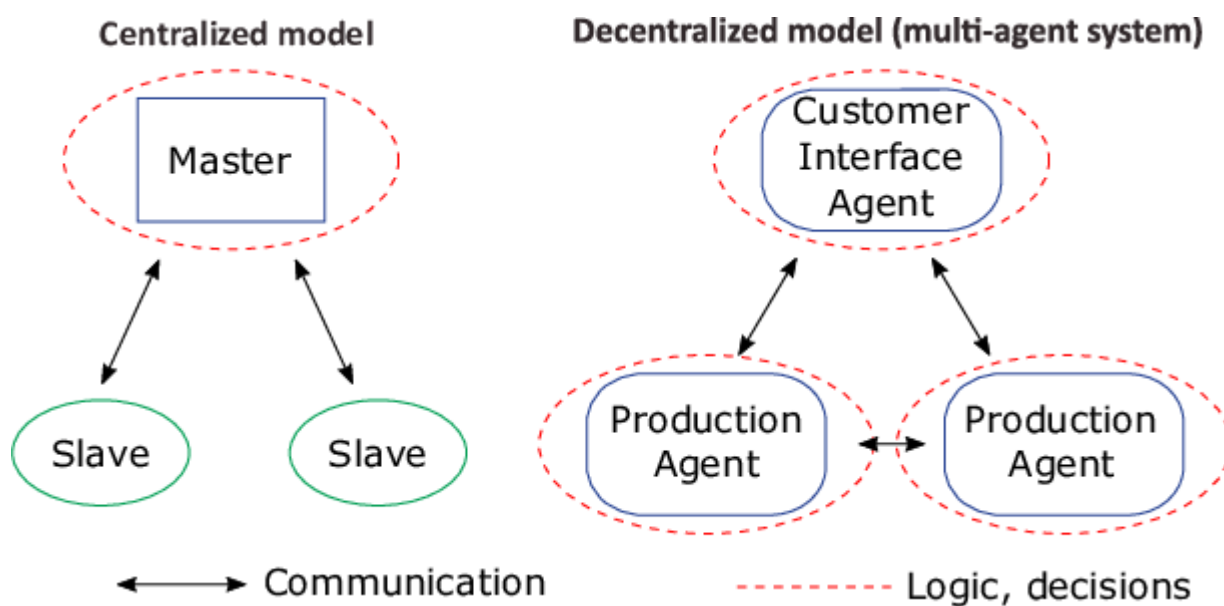 Centralized model
Decentralized model (multi-agent system)
Master
Customer
Interface
Agent
Slave
Slave
Production
Agent
Production
Agent
Communication
Logic, decisions